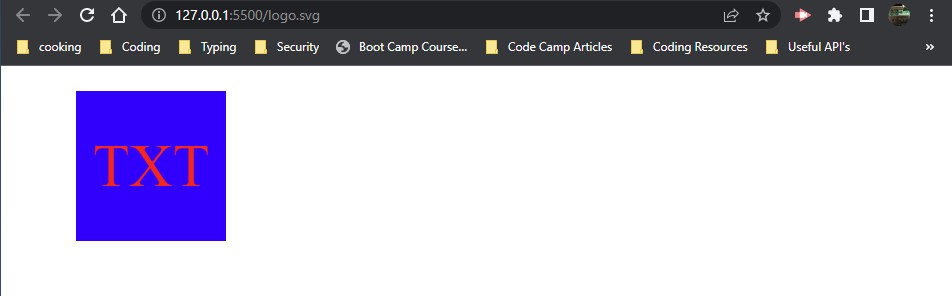 127.0.0.1:5500/logo.svg
cooking Coding Typing Security Boot Camp Course... Code Camp Articles Coding Resources Useful API's »
TXT